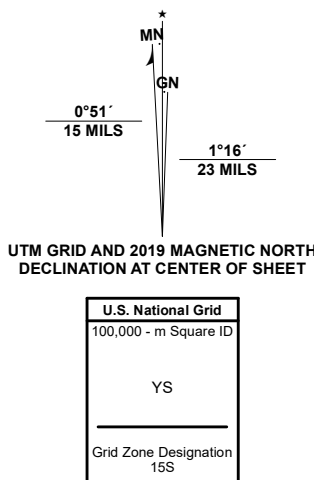 ★
MN
GN
0°51´
15 MILS
1°16´
23 MILS
UTM GRID AND 2019 MAGNETIC NORTH
DECLINATION AT CENTER OF SHEET
U.S. National Grid
100,000 - m Square ID
YS
Grid Zone Designation
15S